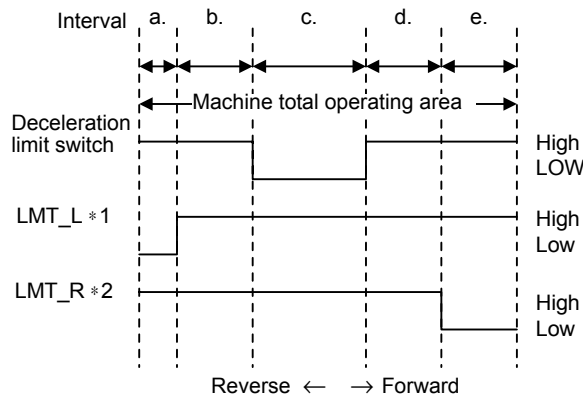 Interval a. b. c. d. e.
Machine total operating area
Deceleration
limit switch
High
LOW
LMT_L *1
High
Low
LMT_R *2
High
Low
Reverse ← → Forward